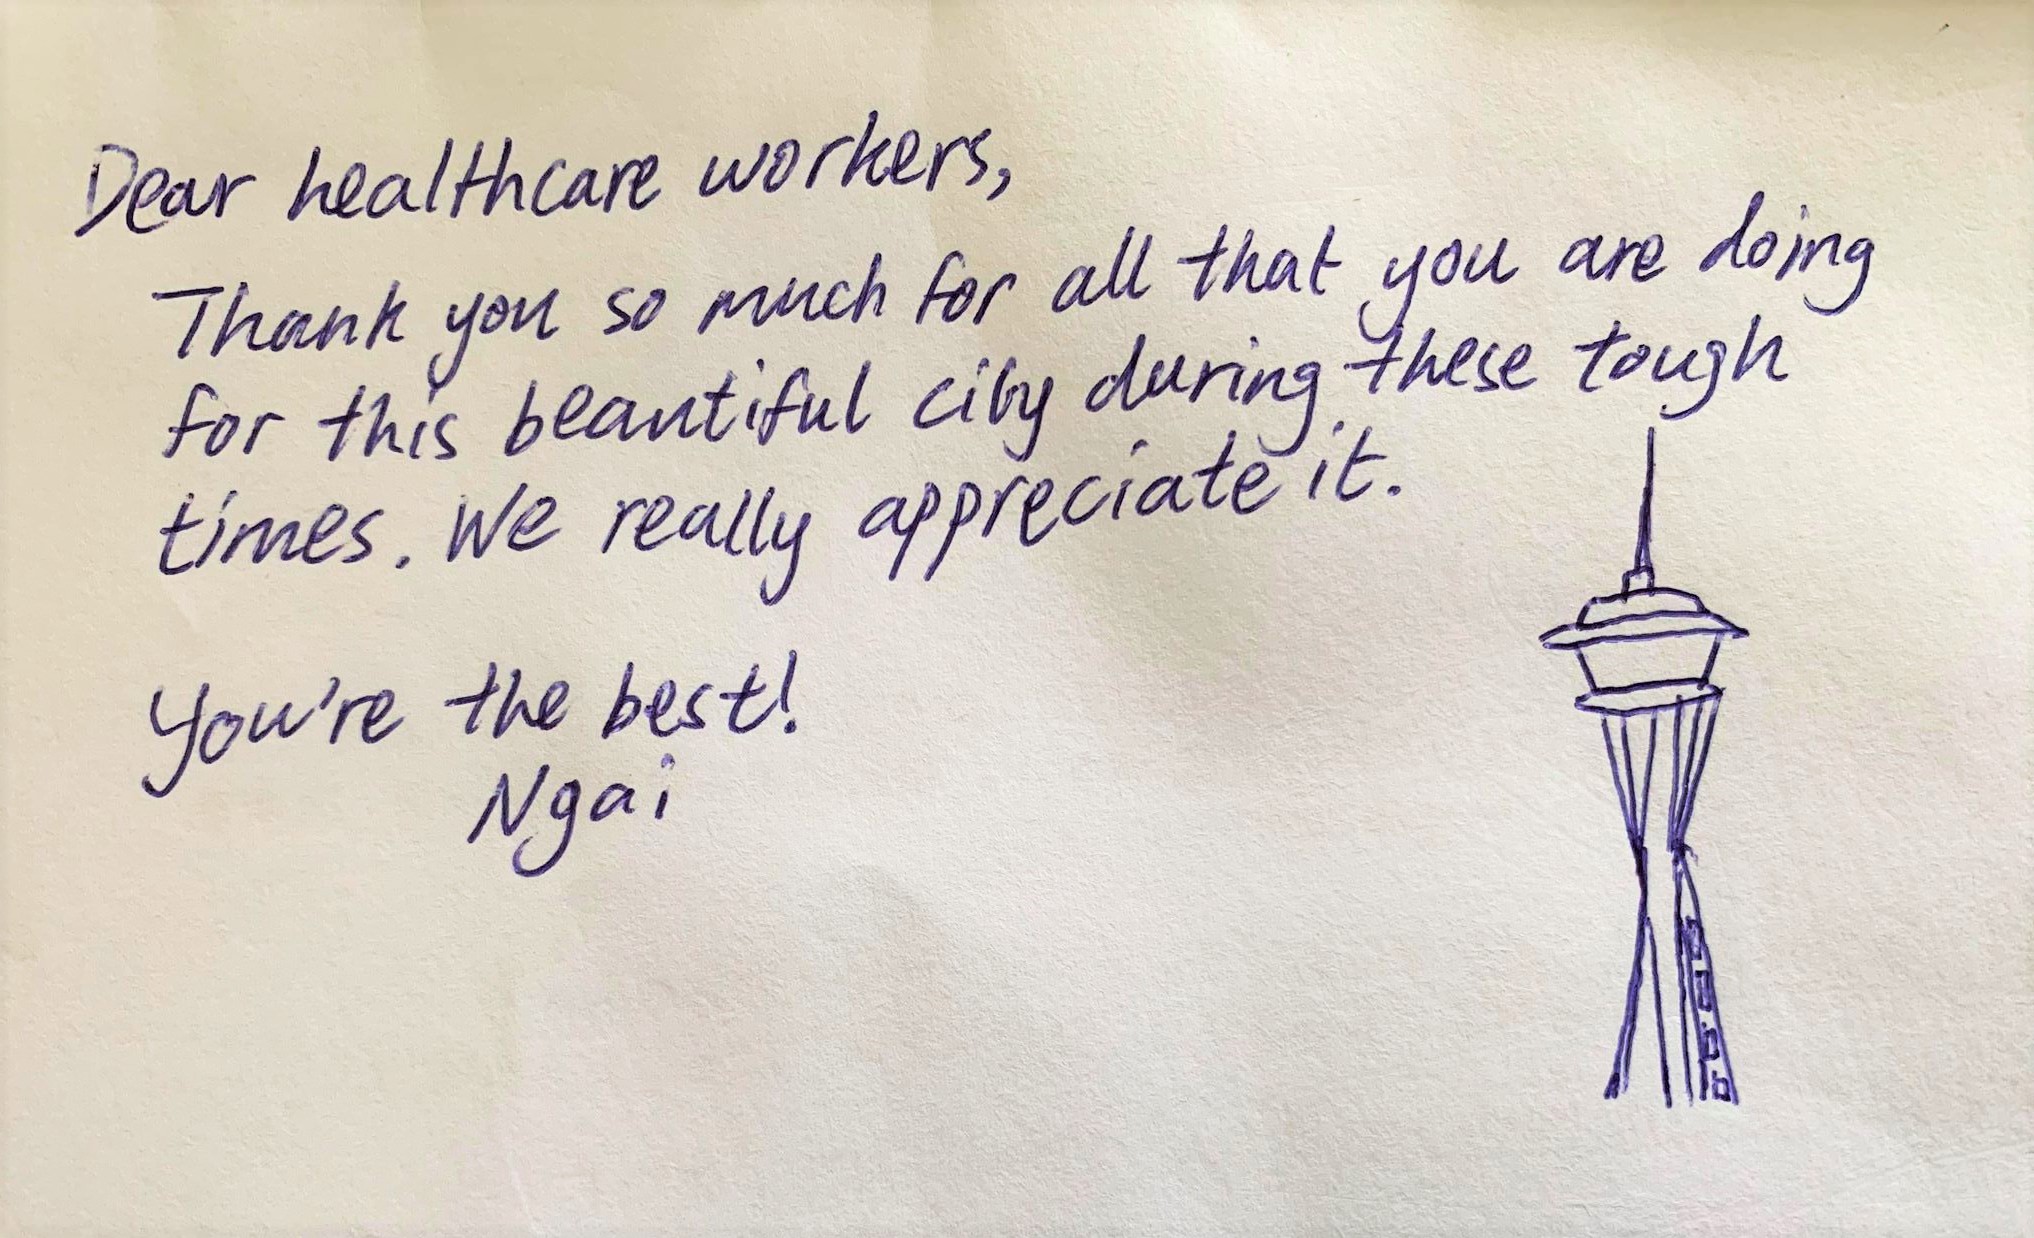 Dear healthcare workers,
Thank you so much for all that you are doing
for this beautiful city during these tough
times. We really appreciate it.
You're the best!
Ngai